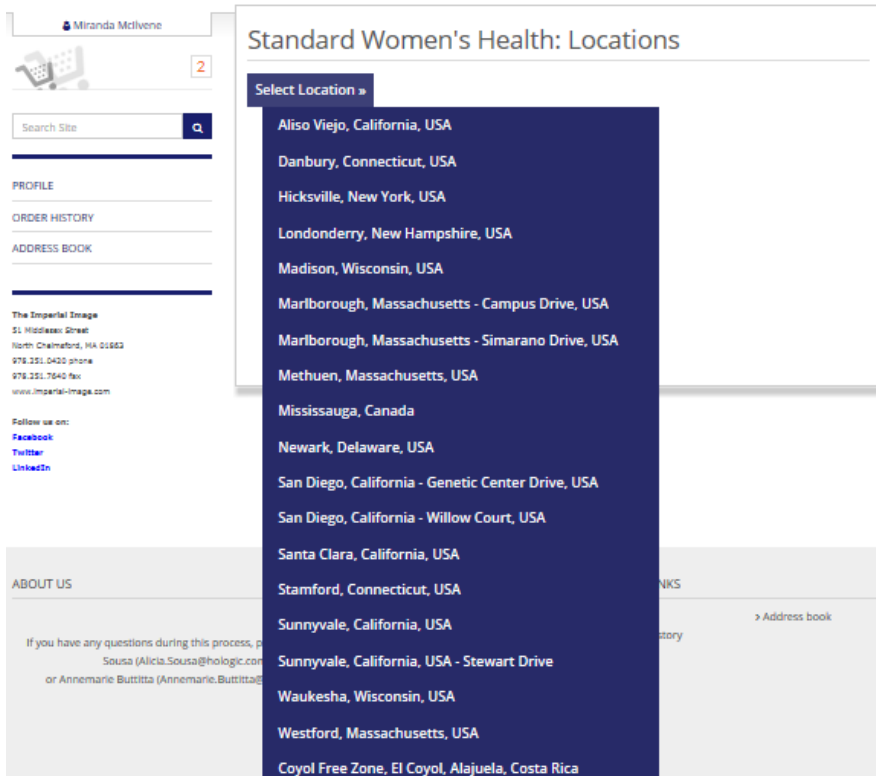 Miranda McIlvene
2
Search Site
PROFILE
ORDER HISTORY
ADDRESS BOOK
The Imperial Image
51 Middlesex Street
North Chelmsford, MA 01863
978.251.0420 phone
978.251.7640 fax
www.imperial-image.com
Follow us on:
Facebook
Twitter
LinkedIn
Standard Women's Health: Locations
Select Location »
Aliso Viejo, California, USA
Danbury, Connecticut, USA
Hicksville, New York, USA
Londonderry, New Hampshire, USA
Madison, Wisconsin, USA
Marlborough, Massachusetts - Campus Drive, USA
Marlborough, Massachusetts - Simarano Drive, USA
Methuen, Massachusetts, USA
Mississauga, Canada
Newark, Delaware, USA
San Diego, California - Genetic Center Drive, USA
San Diego, California - Willow Court, USA
Santa Clara, California, USA
Stamford, Connecticut, USA
Sunnyvale, California, USA
Sunnyvale, California, USA - Stewart Drive
Waukesha, Wisconsin, USA
Westford, Massachusetts, USA
Coyol Free Zone, El Coyol, Alajuela, Costa Rica
ABOUT US
If you have any questions during this process, p
Sousa (Alicia.Sousa@hologic.com
or Annemarie Buttitta (Annemarie.Buttitta@
NKS
story
› Address book